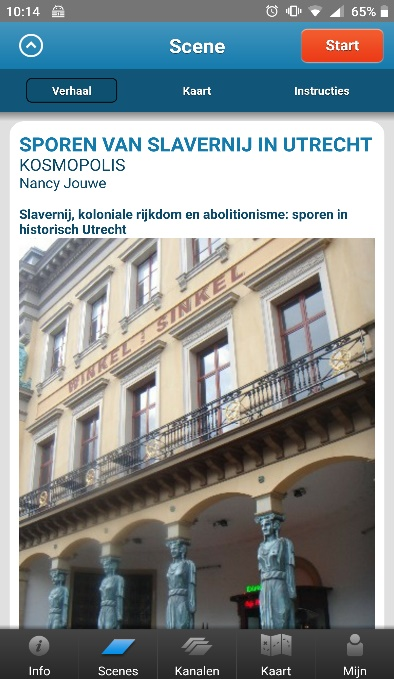 10:14
65%
Scene
Start
Verhaal
Kaart
Instructies
SPOREN VAN SLAVERNIJ IN UTRECHT
KOSMOPOLIS
Nancy Jouwe
Slavernij, koloniale rijkdom en abolitionisme: sporen in
historisch Utrecht
WINKEL : SINKEL
Info
Scenes
Kanalen
Kaart
Mijn